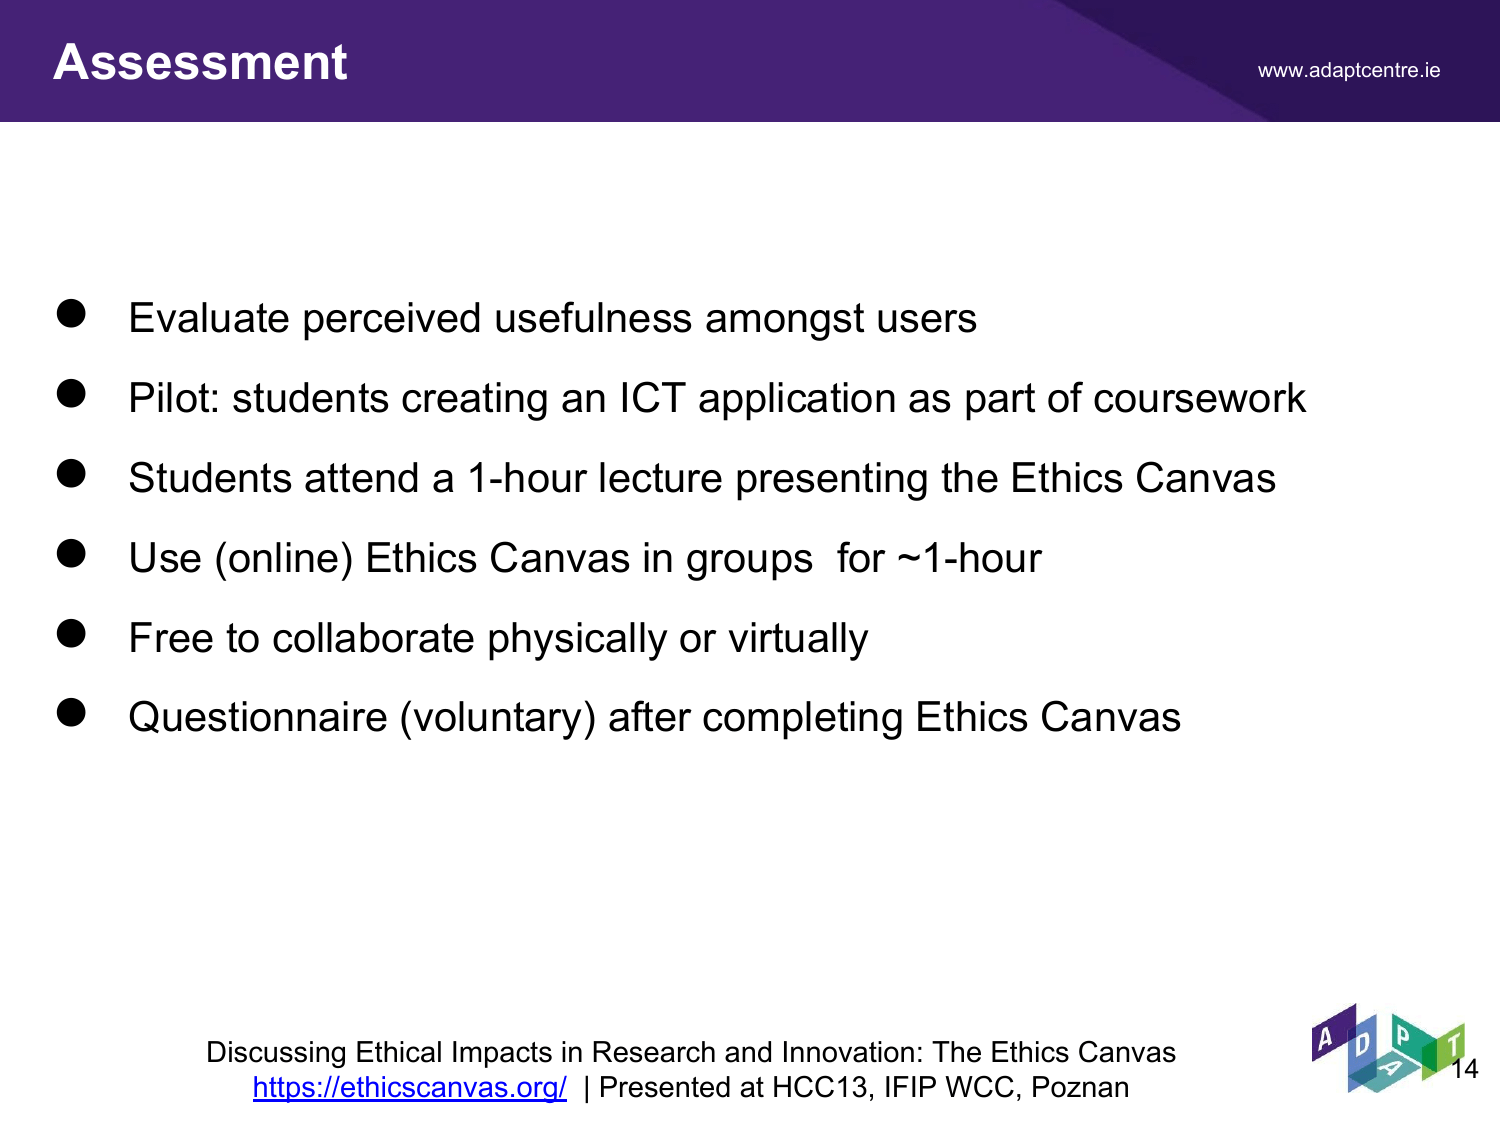 Assessment
www.adaptcentre.ie
● Evaluate perceived usefulness amongst users
● Pilot: students creating an ICT application as part of coursework
● Students attend a 1-hour lecture presenting the Ethics Canvas
● Use (online) Ethics Canvas in groups  for ~1-hour
● Free to collaborate physically or virtually
● Questionnaire (voluntary) after completing Ethics Canvas
Discussing Ethical Impacts in Research and Innovation: The Ethics Canvas
https://ethicscanvas.org/ | Presented at HCC13, IFIP WCC, Poznan
ADAPT
14